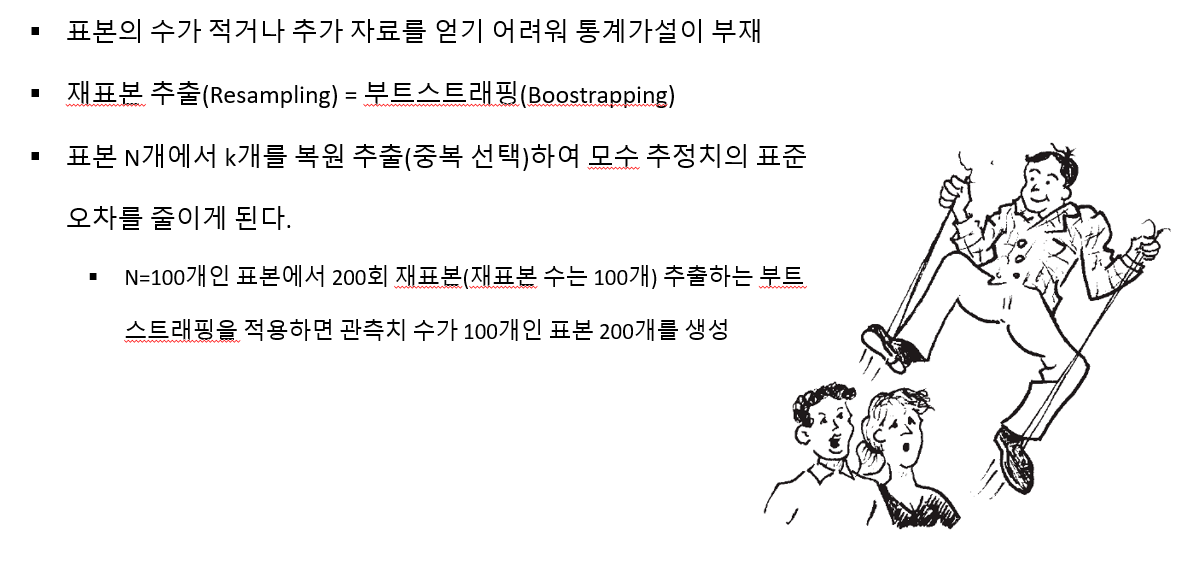 ▪ 표본의 수가 적거나 추가 자료를 얻기 어려워 통계가설이 부재
▪ 재표본 추출(Resampling) = 부트스트래핑(Boostrapping)
▪ 표본 N개에서 k개를 복원 추출(중복 선택)하여 모수 추정치의 표준
오차를 줄이게 된다.
▪ N=100개인 표본에서 200회 재표본(재표본 수는 100개) 추출하는 부트
스트래핑을 적용하면 관측치 수가 100개인 표본 200개를 생성